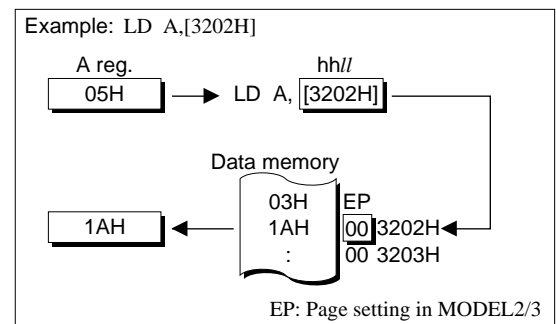 Example: LD A,[3202H]
A reg. hhll
05H LD A, [3202H]
Data memory
03H EP
1AH 1AH 00 3202H
: 00 3203H
EP: Page setting in MODEL2/3